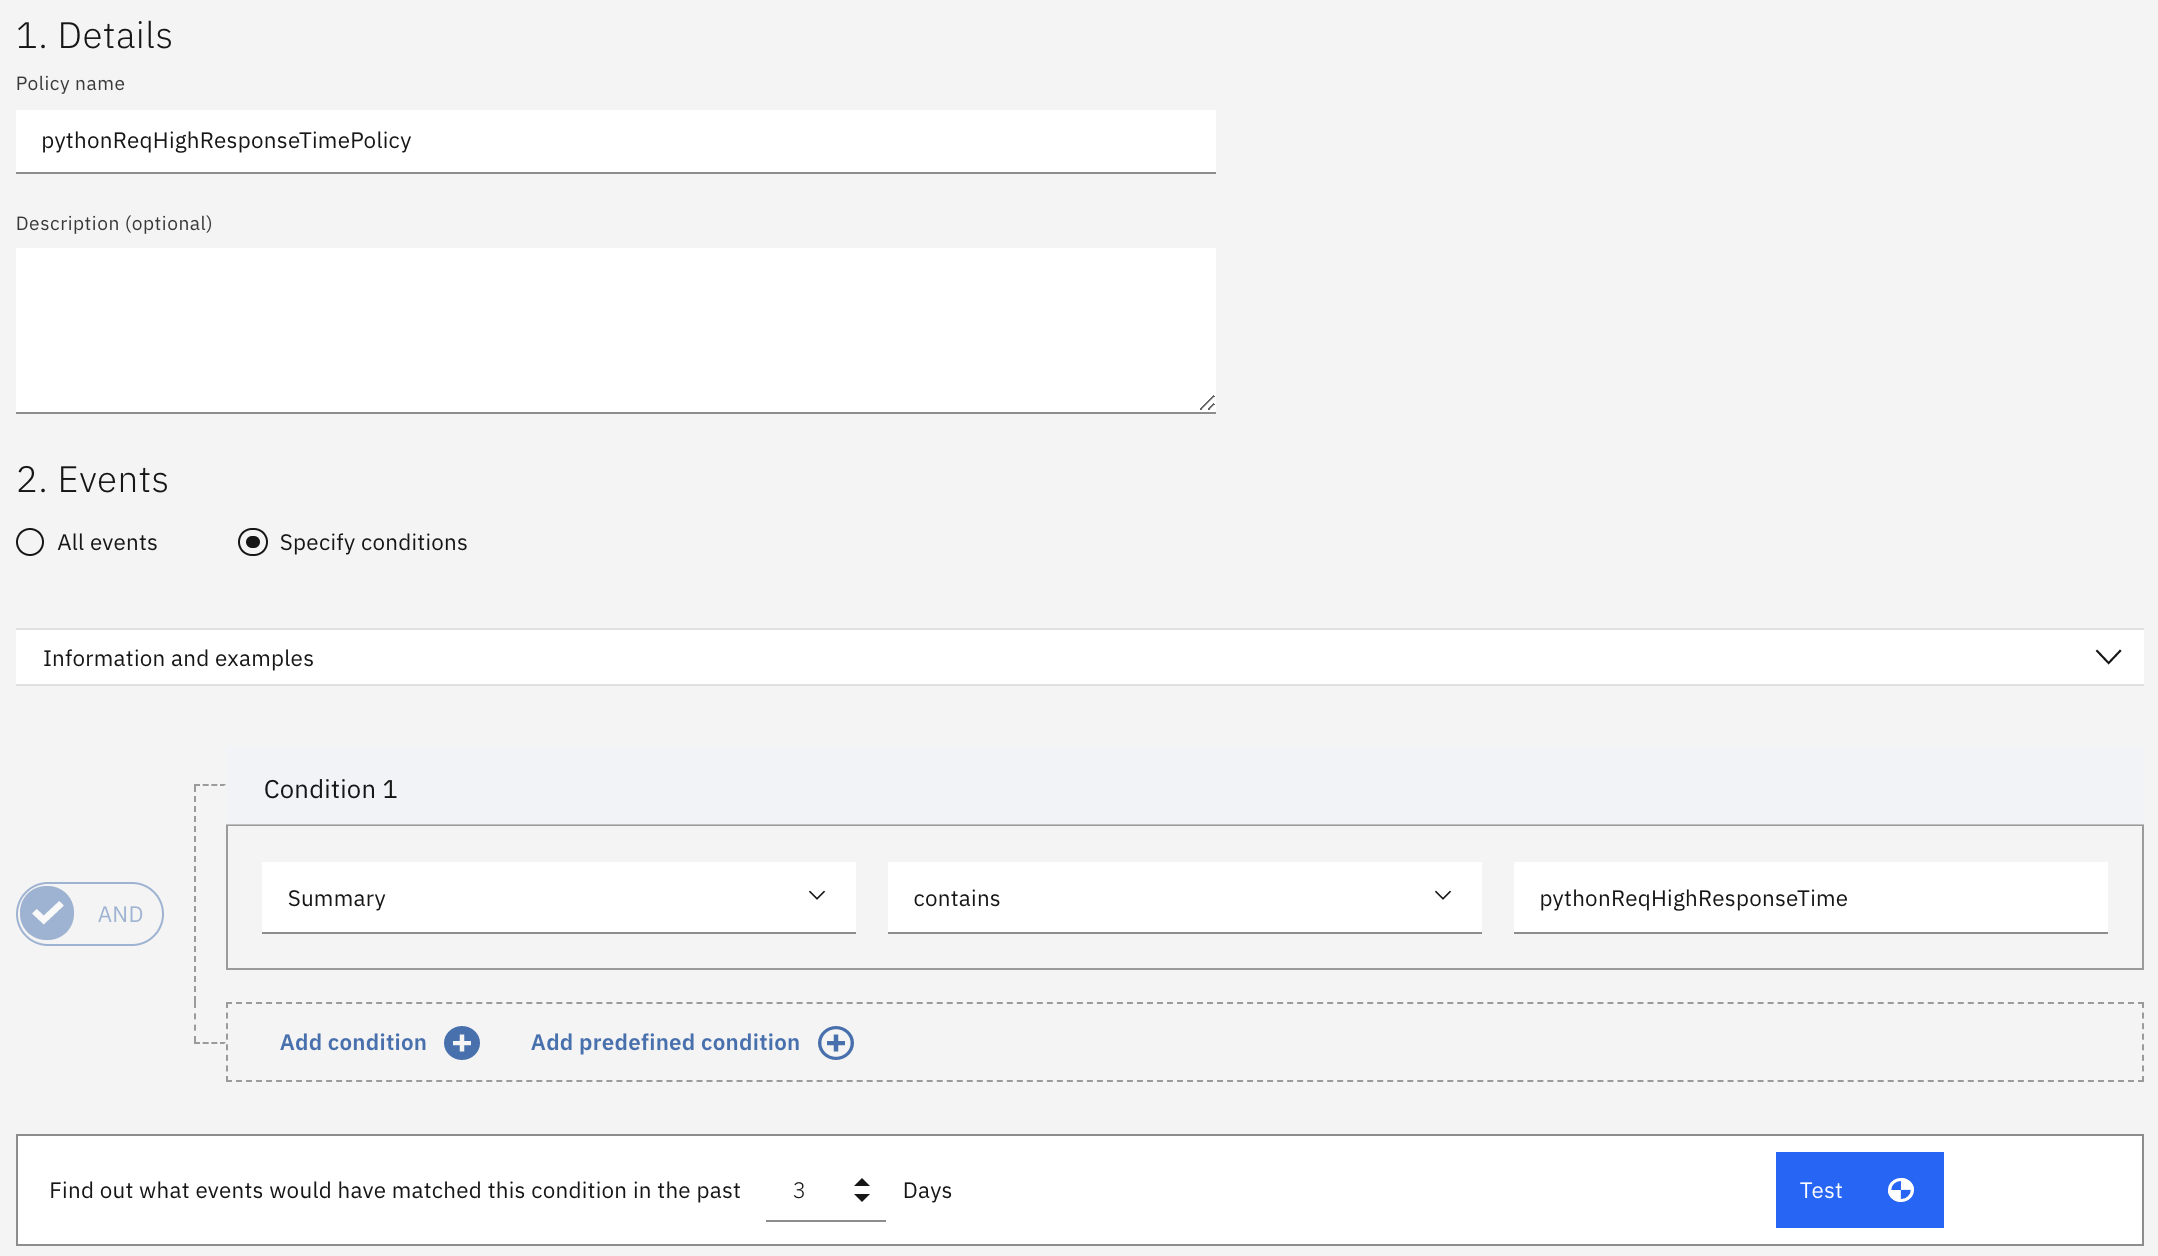 1. Details
Policy name
pythonReqHighResponseTimePolicy
Description (optional)
2. Events
All events
Specify conditions
Information and examples
Condition 1
AND
Summary
contains
pythonReqHighResponseTime
Add condition
Add predefined condition
Find out what events would have matched this condition in the past 3 Days
Test